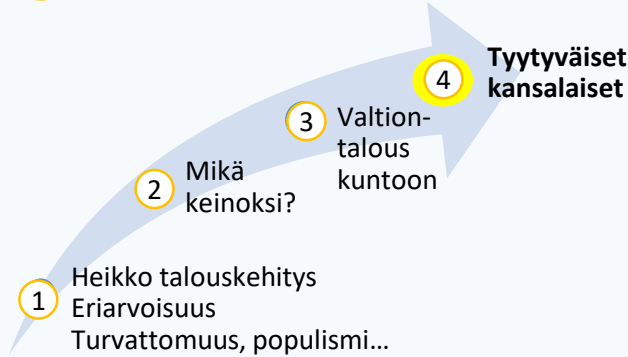 4 Tyytyväiset
kansalaiset
3 Valtion-
talous
kuntoon
2 Mikä
keinoksi?
1 Heikko talouskehitys
Eriarvoisuus
Turvattomuus, populismi…